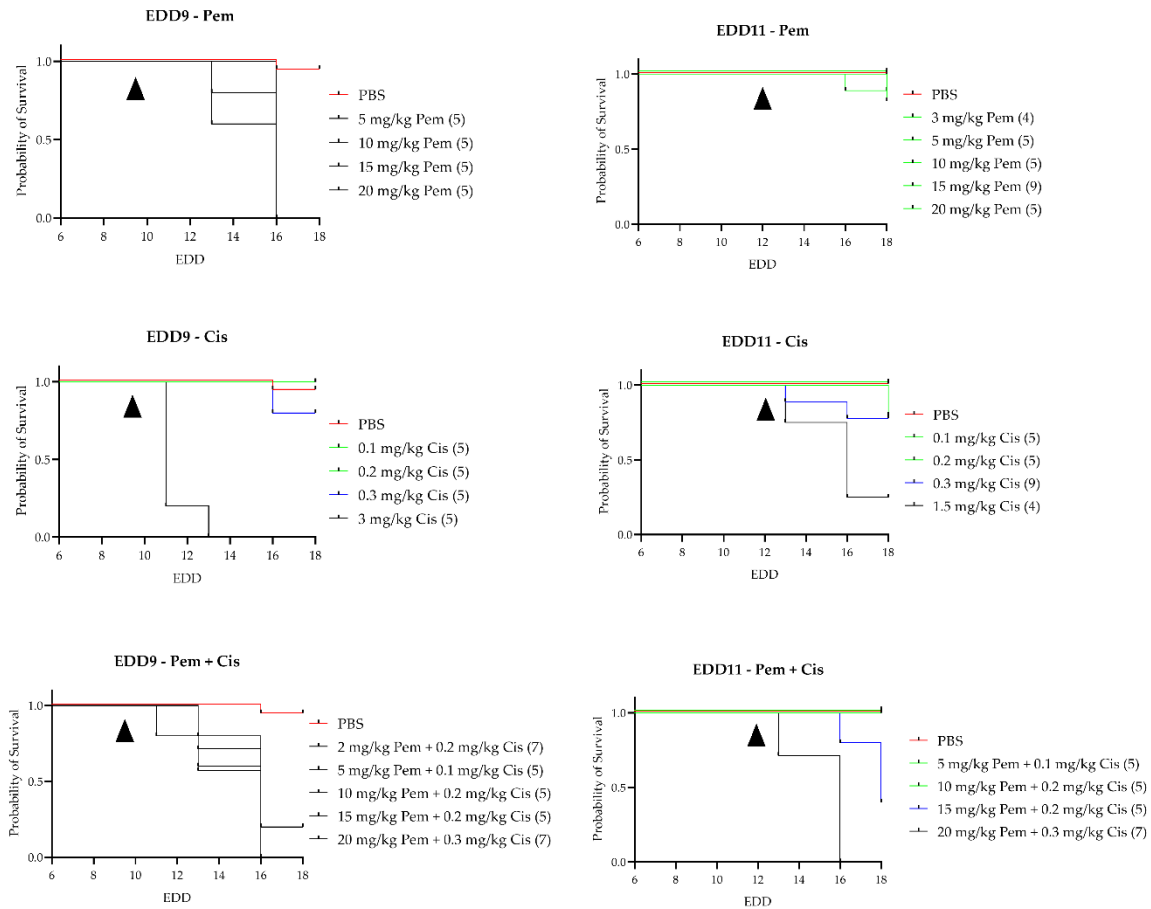 EDD9 - Pem
Probability of Survival
1.0
0.5
0.0
6 8 10 12 14 16 18
EDD
PBS
5 mg/kg Pem (5)
10 mg/kg Pem (5)
15 mg/kg Pem (5)
20 mg/kg Pem (5)
EDD11 - Pem
Probability of Survival
1.0
0.5
0.0
6 8 10 12 14 16 18
EDD
PBS
3 mg/kg Pem (4)
5 mg/kg Pem (5)
10 mg/kg Pem (5)
15 mg/kg Pem (9)
20 mg/kg Pem (5)
EDD9 - Cis
Probability of Survival
1.0
0.5
0.0
6 8 10 12 14 16 18
EDD
PBS
0.1 mg/kg Cis (5)
0.2 mg/kg Cis (5)
0.3 mg/kg Cis (5)
3 mg/kg Cis (5)
EDD11 - Cis
Probability of Survival
1.0
0.5
0.0
6 8 10 12 14 16 18
EDD
PBS
0.1 mg/kg Cis (5)
0.2 mg/kg Cis (5)
0.3 mg/kg Cis (9)
1.5 mg/kg Cis (4)
EDD9 - Pem + Cis
Probability of Survival
1.0
0.5
0.0
6 8 10 12 14 16 18
EDD
PBS
2 mg/kg Pem + 0.2 mg/kg Cis (7)
5 mg/kg Pem + 0.1 mg/kg Cis (5)
10 mg/kg Pem + 0.2 mg/kg Cis (5)
15 mg/kg Pem + 0.2 mg/kg Cis (5)
20 mg/kg Pem + 0.3 mg/kg Cis (7)
EDD11 - Pem + Cis
Probability of Survival
1.0
0.5
0.0
6 8 10 12 14 16 18
EDD
PBS
5 mg/kg Pem + 0.1 mg/kg Cis (5)
10 mg/kg Pem + 0.2 mg/kg Cis (5)
15 mg/kg Pem + 0.2 mg/kg Cis (5)
20 mg/kg Pem + 0.3 mg/kg Cis (7)